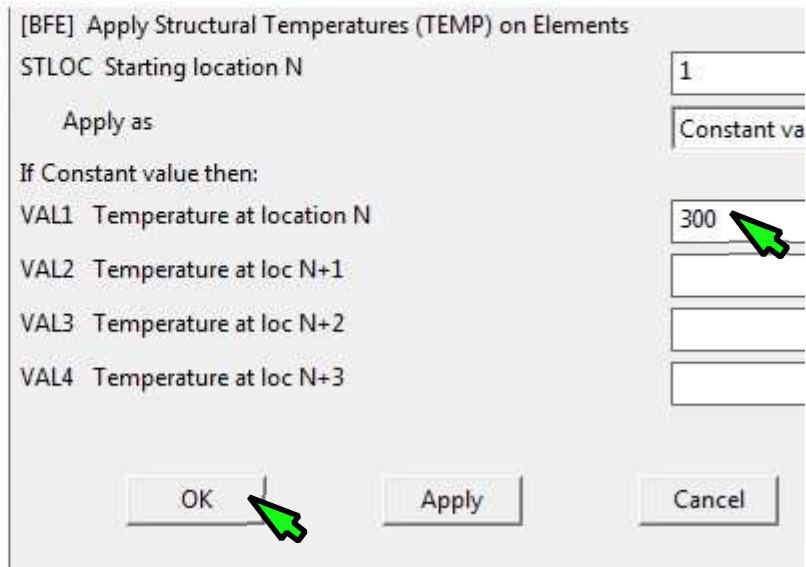 [BFE] Apply Structural Temperatures (TEMP) on Elements
STLOC Starting location N 1
Apply as Constant va
If Constant value then:
VAL1 Temperature at location N 300
VAL2 Temperature at loc N+1
VAL3 Temperature at loc N+2
VAL4 Temperature at loc N+3
OK Apply Cancel